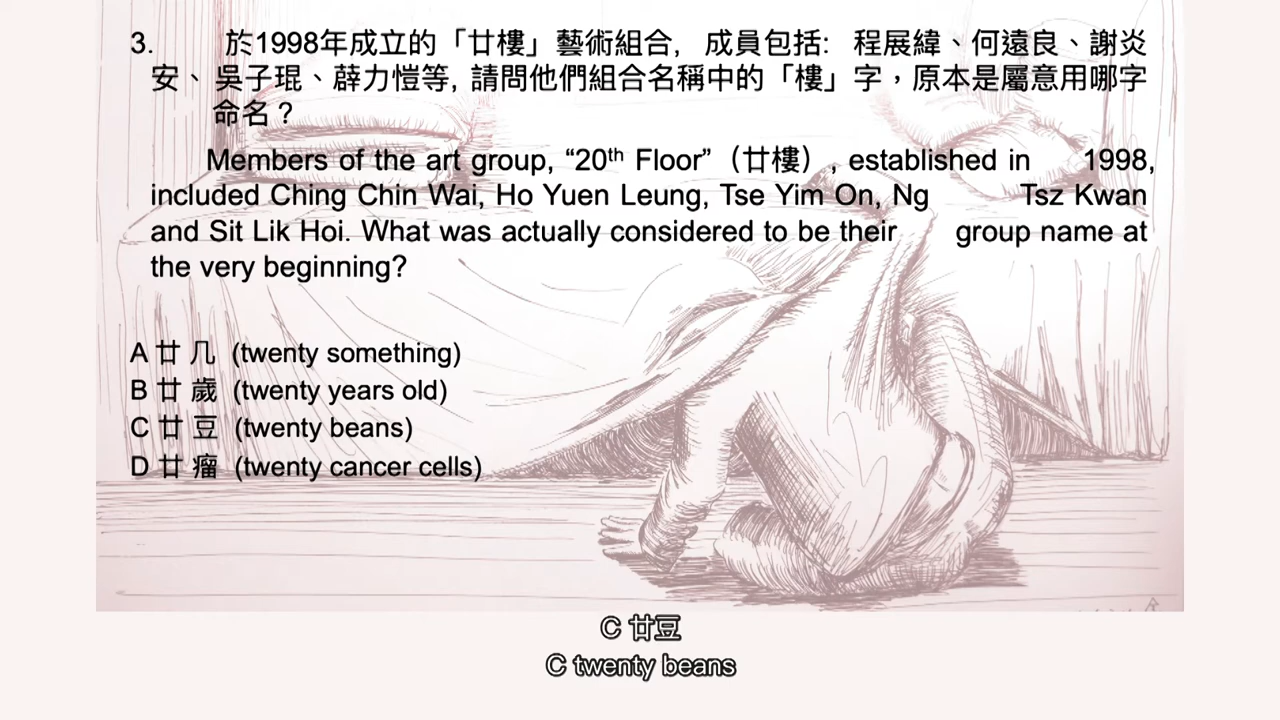 3. 於1998年成立的「廿樓」藝術組合, 成員包括: 程展緯、何遠良、謝炎
安、吳子琨、薜力愷等, 請問他們組合名稱中的「樓」字，原本是屬意用哪字
命名？
Members of the art group, “20th Floor”（廿樓）, established in 1998,
included Ching Chin Wai, Ho Yuen Leung, Tse Yim On, Ng Tsz Kwan
and Sit Lik Hoi. What was actually considered to be their group name at
the very beginning?
A 廿 几 (twenty something)
B 廿 歲 (twenty years old)
C 廿 豆 (twenty beans)
D 廿 瘤 (twenty cancer cells)
C 廿豆
C twenty beans